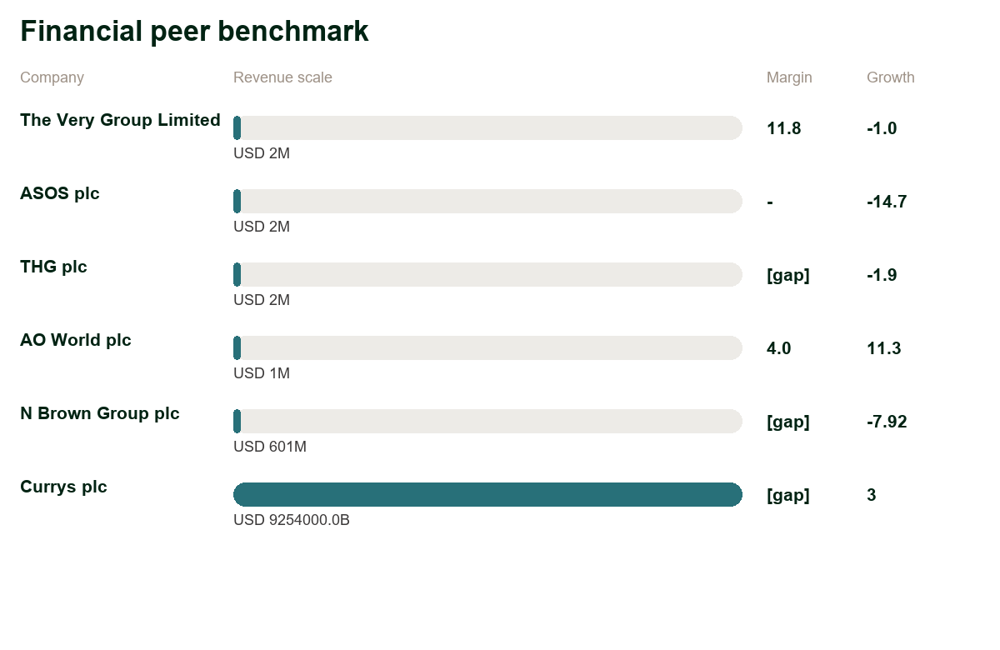 Financial peer benchmark
Company Revenue scale Margin Growth
The Very Group Limited 11.8 -1.0
USD 2M
ASOS plc - -14.7
USD 2M
THG plc [gap] -1.9
USD 2M
AO World plc 4.0 11.3
USD 1M
N Brown Group plc [gap] -7.92
USD 601M
Currys plc [gap] 3
USD 9254000.0B